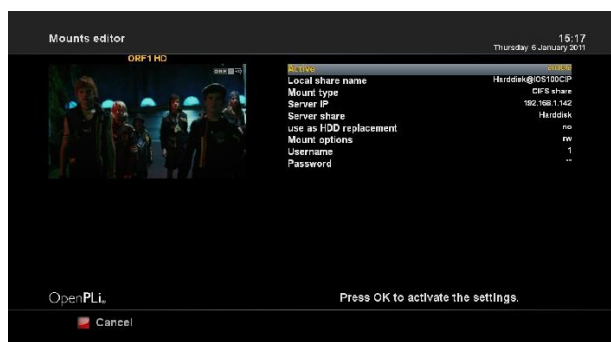 Mounts editor
15:17
Thursday 6 January 2011
ORF1 HD
Active enable
Local share name Harddisk@IOS100CIP
Mount type CIFS share
Server IP 192.168.1.142
Server share Harddisk
use as HDD replacement no
Mount options rw
Username 1
Password **
OpenPLi
Press OK to activate the settings.
Cancel